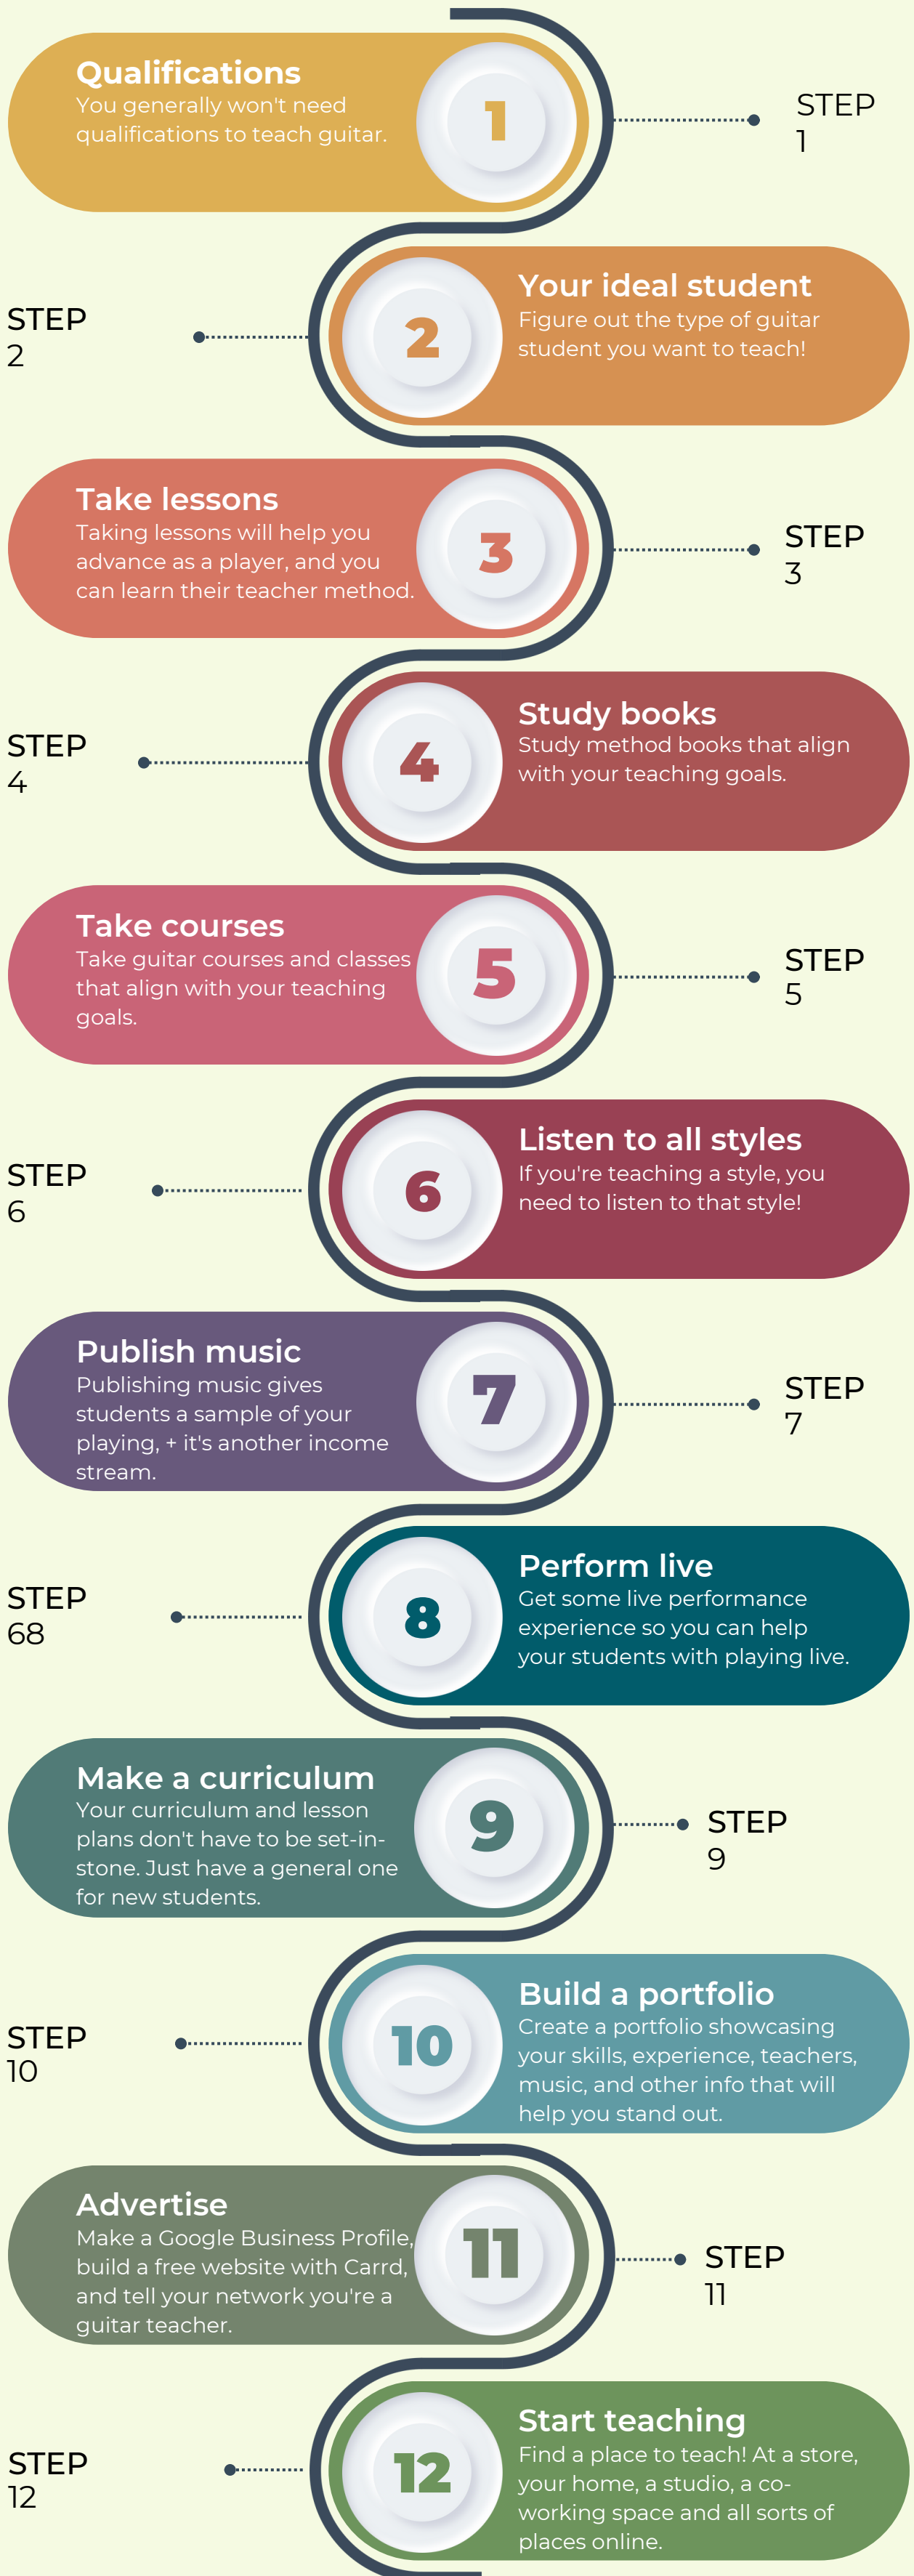 Qualifications
You generally won't need
qualifications to teach guitar.
1
STEP
1
STEP
2
2
Your ideal student
Figure out the type of guitar
student you want to teach!
Take lessons
Taking lessons will help you
advance as a player, and you
can learn their teacher method.
3
STEP
3
STEP
4
4
Study books
Study method books that align
with your teaching goals.
Take courses
Take guitar courses and classes
that align with your teaching
goals.
5
STEP
5
STEP
6
6
Listen to all styles
If you're teaching a style, you
need to listen to that style!
Publish music
Publishing music gives
students a sample of your
playing, + it's another income
stream.
7
STEP
7
STEP
68
8
Perform live
Get some live performance
experience so you can help
your students with playing live.
Make a curriculum
Your curriculum and lesson
plans don't have to be set-in-
stone. Just have a general one
for new students.
9
STEP
9
STEP
10
10
Build a portfolio
Create a portfolio showcasing
your skills, experience, teachers,
music, and other info that will
help you stand out.
Advertise
Make a Google Business Profile,
build a free website with Carrd,
and tell your network you're a
guitar teacher.
11
STEP
11
STEP
12
12
Start teaching
Find a place to teach! At a store,
your home, a studio, a co-
working space and all sorts of
places online.